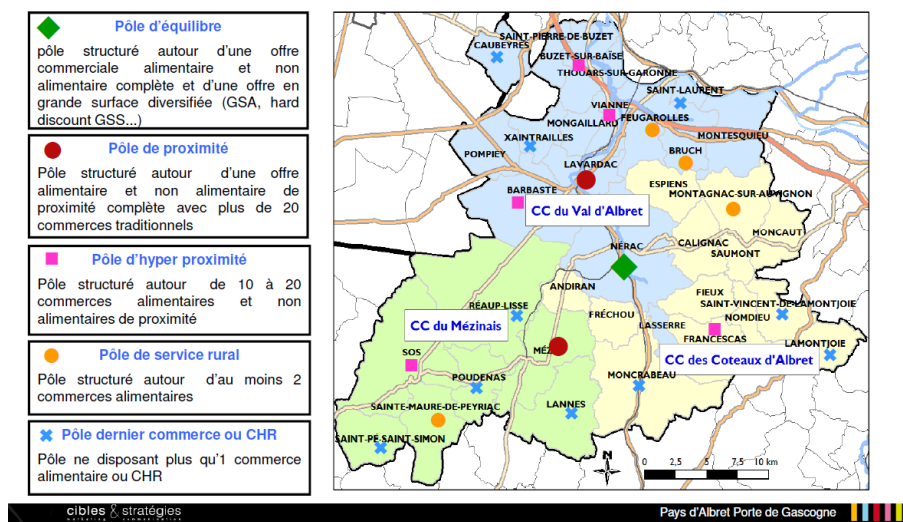 Pôle d'équilibre
pôle structuré autour d'une offre
commerciale alimentaire et non
alimentaire complète et d'une offre en
grande surface diversifiée (GSA, hard
discount GSS...)
Pôle de proximité
Pôle structuré autour d'une offre
alimentaire et non alimentaire de
proximité complète avec plus de 20
commerces traditionnels
Pôle d'hyper proximité
Pôle structuré autour de 10 à 20
commerces alimentaires et non
alimentaires de proximité
Pôle de service rural
Pôle structuré autour d'au moins 2
commerces alimentaires
Pôle dernier commerce ou CHR
Pôle ne disposant plus qu'1 commerce
alimentaire ou CHR
SAINT-PIERRE-DE-BUZET
CAUBEYRES
BUZET-SUR-BAÏSE
THOUARS-SUR-GARONNE
SAINT-LAURENT
VIANNE
MONGAILLARD
FEUGAROLLES
MONTESQUIEU
XAINTRAILLES
POMPIEY
BRUCH
LAVARDAC
ESPIENS
BARBASTE
MONTAGNAC-SUR-AUVIGNON
CC du Val d'Albret
MONCAUT
NÉRAC
CALIGNAC
SAUMONT
ANDIRAN
FIEUX
RÉAUP-LISSE
SAINT-VINCENT-DE-LAMONTJOIE
FRÉCHOU
NOMDIEU
CC du Mézinais
LASSERRE
FRANCESCAS
LAMONTJOIE
SOS
CC des Coteaux d'Albret
POUDENAS
MONCRABEAU
SAINTE-MAURE-DE-PEYRIAC
LANNES
SAINT-PÉ-SAINT-SIMON
N
0 2,5 5 7,5 10 km
cibles & stratégies
marketing communication
Pays d'Albret Porte de Gascogne